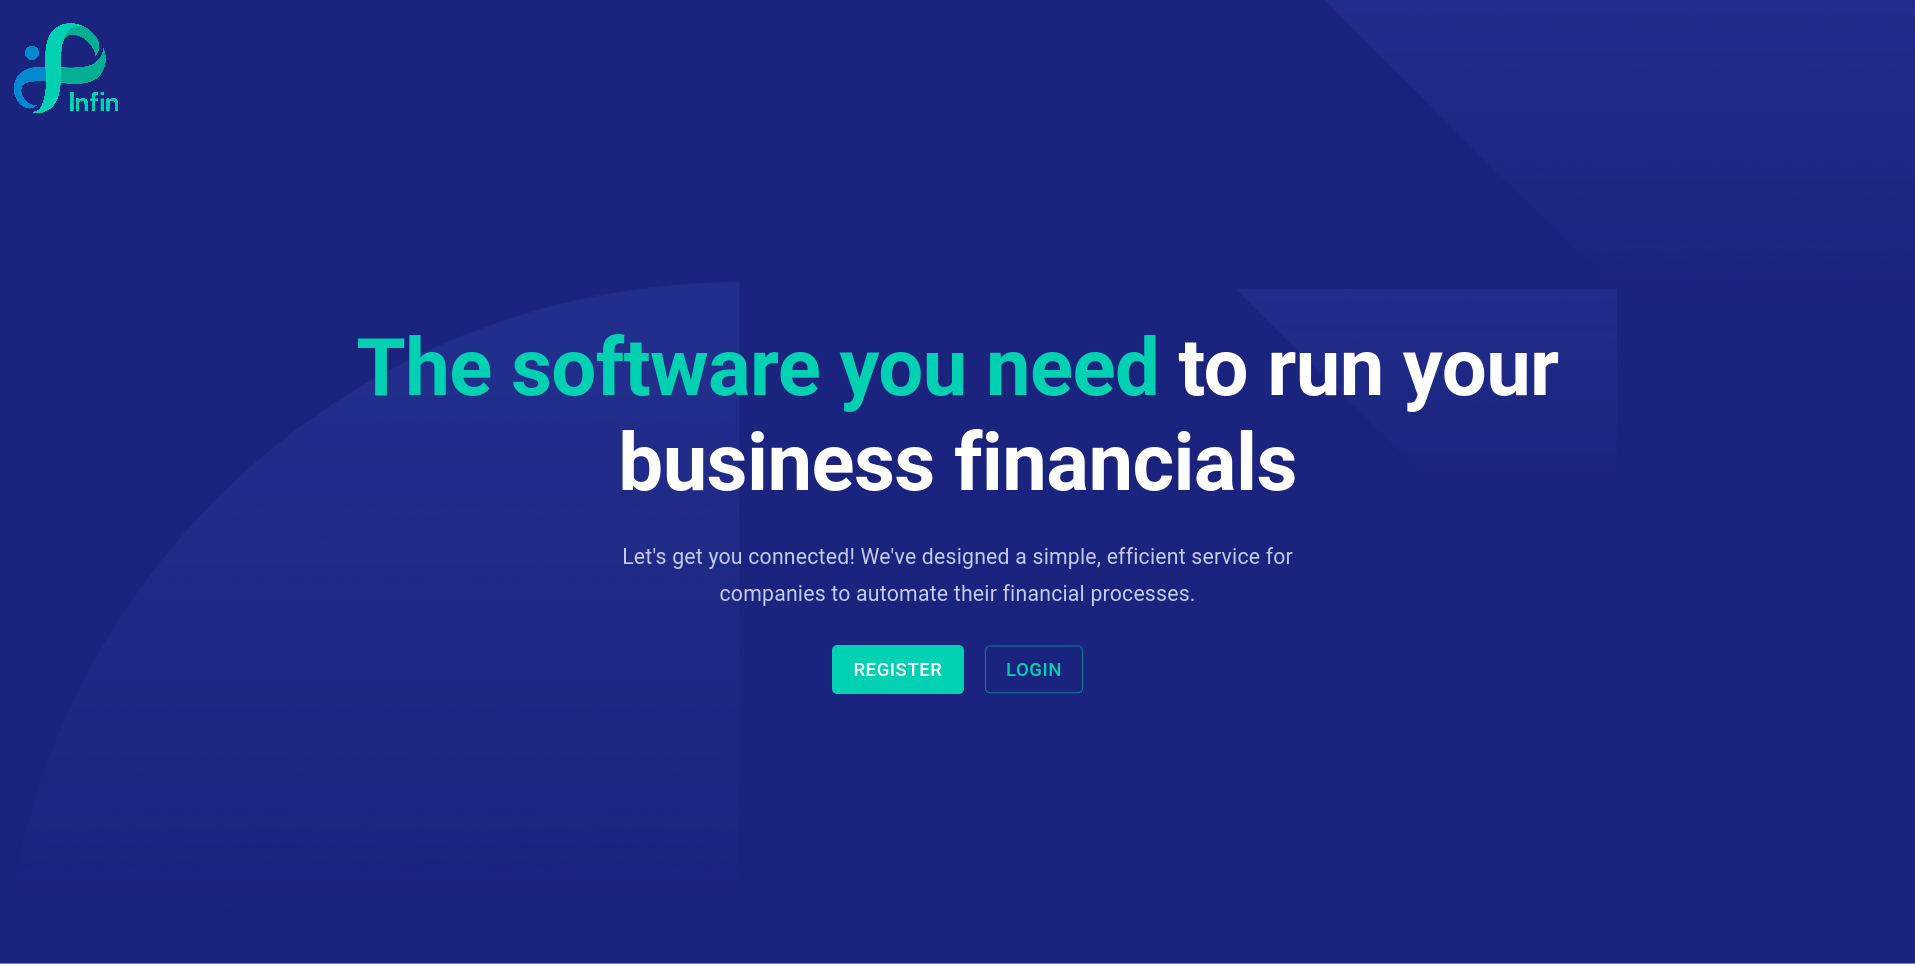 Infin
The software you need to run your
business financials
Let's get you connected! We've designed a simple, efficient service for
companies to automate their financial processes.
REGISTER LOGIN